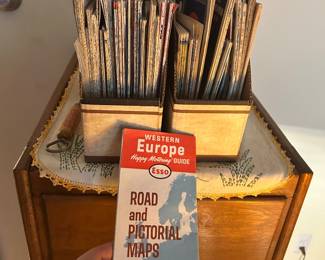 WESTERN
Europe
Happy Motoring GUIDE
Esso
ROAD
and
PICTORIAL
MAPS